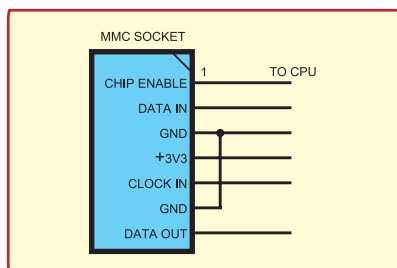 MMC SOCKET
1
TO CPU
CHIP ENABLE
DATA IN
GND
+3V3
CLOCK IN
GND
DATA OUT